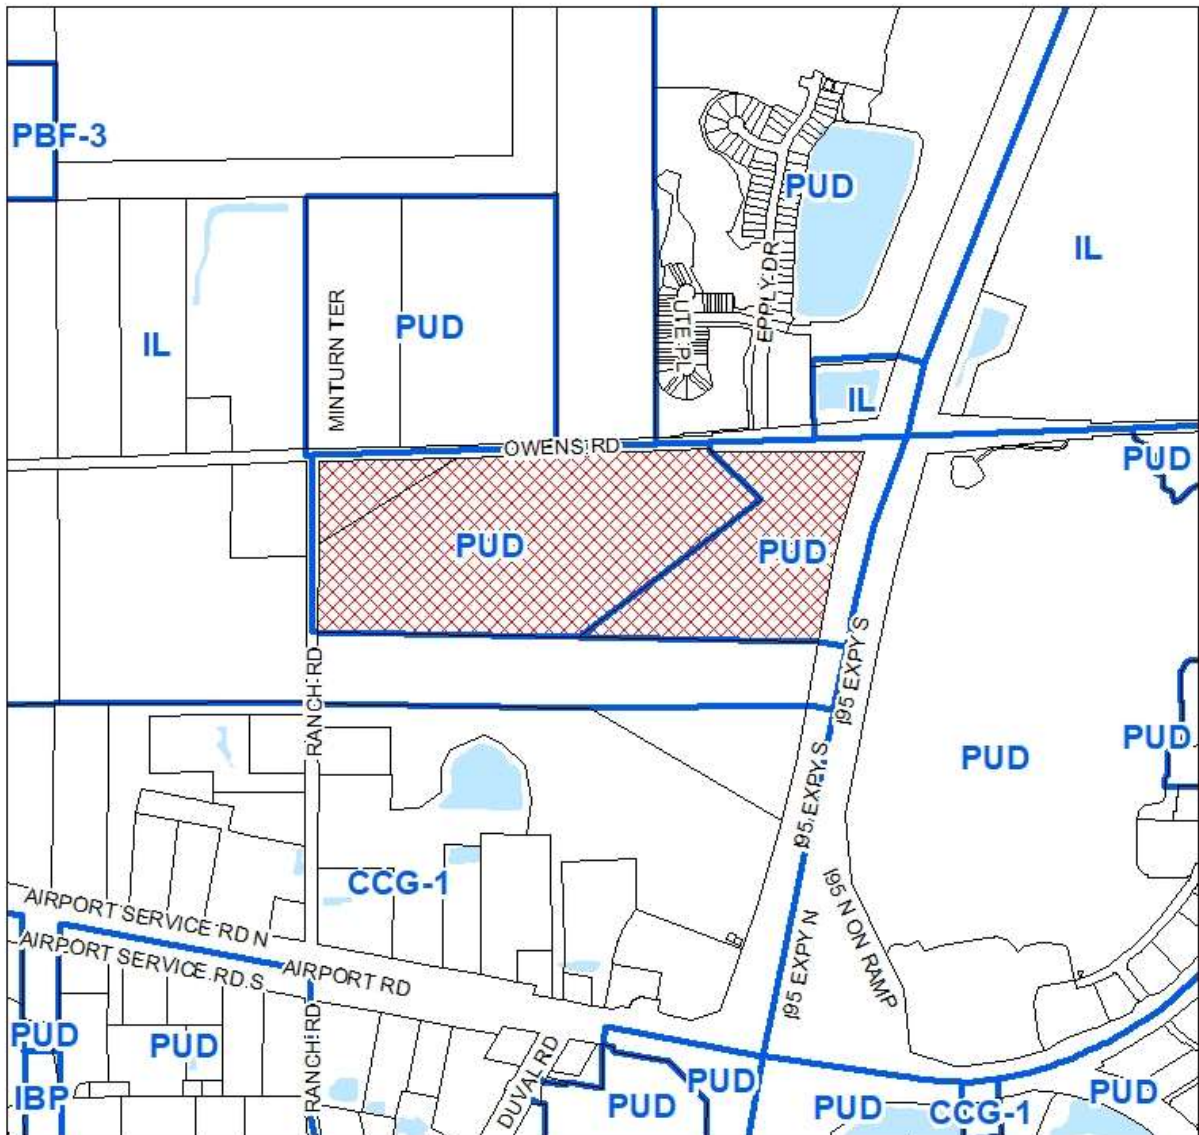 PBF-3
PUD
IL
IL
MINTURN TER
PUD
EPPLY DR
UTE PL
IL
OWENS RD
PUD
PUD
PUD
I95 EXPY S
RANCH RD
PUD
PUD
I95 EXPY S
CCG-1
I95 N ON RAMP
AIRPORT SERVICE RD N
I95 EXPY N
AIRPORT SERVICE RD S
AIRPORT RD
PUD
PUD
RANCH RD
DUVAL RD
PUD
IBP
PUD
PUD
CCG-1
PUD